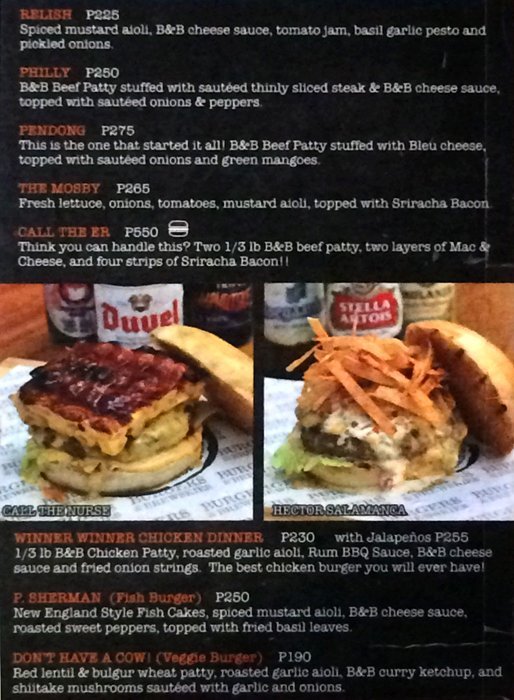 RELISH P225
Spiced mustard aioli, B&B cheese sauce, tomato jam, basil garlic pesto and
pickled onions.
PHILLY P250
B&B Beef Patty stuffed with sautéed thinly sliced steak & B&B cheese sauce,
topped with sautéed onions & peppers.
PENDONG P275
This is the one that started it all! B&B Beef Patty stuffed with Bleu cheese,
topped with sautéed onions and green mangoes.
THE MOSBY P265
Fresh lettuce, onions, tomatoes, mustard aioli, topped with Sriracha Bacon.
CALL THE ER P550
Think you can handle this? Two 1/3 lb B&B beef patty, two layers of Mac &
Cheese, and four strips of Sriracha Bacon!!
Duvel
STELLA
ARTOIS
CALL THE NURSE
HECTOR SALAMANCA
WINNER WINNER CHICKEN DINNER P230 with Jalapeños P255
1/3 lb B&B Chicken Patty, roasted garlic aioli, Rum BBQ Sauce, B&B cheese
sauce and fried onion strings. The best chicken burger you will ever have!
P. SHERMAN (Fish Burger) P250
New England Style Fish Cakes, spiced mustard aioli, B&B cheese sauce,
roasted sweet peppers, topped with fried basil leaves.
DON'T HAVE A COW! (Veggie Burger) P190
Red lentil & bulgur wheat patty, roasted garlic aioli, B&B curry ketchup, and
shiitake mushrooms sautéed with garlic and onions.